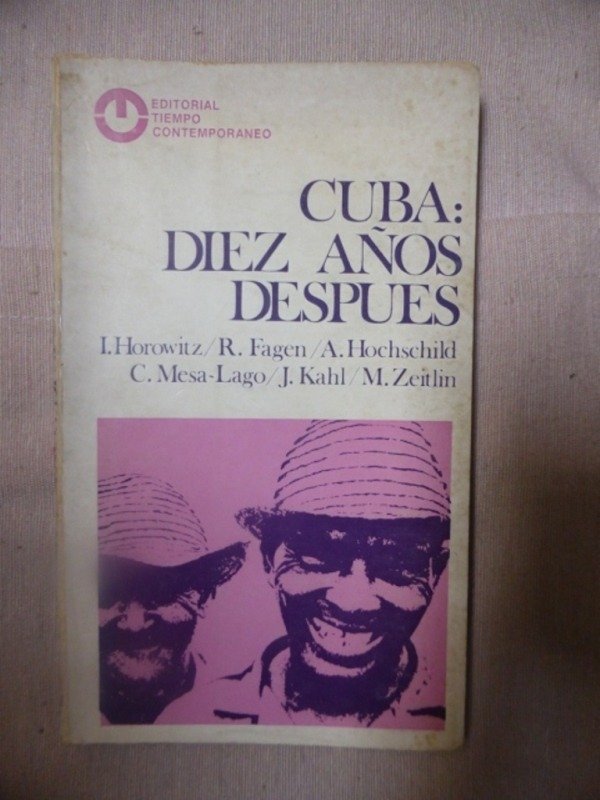 EDITORIAL
TIEMPO
CONTEMPORANEO
CUBA:
DIEZ AÑOS
DESPUES
I.Horowitz/R. Fagen/A. Hochschild
C. Mesa-Lago/J. Kahl/M. Zeitlin